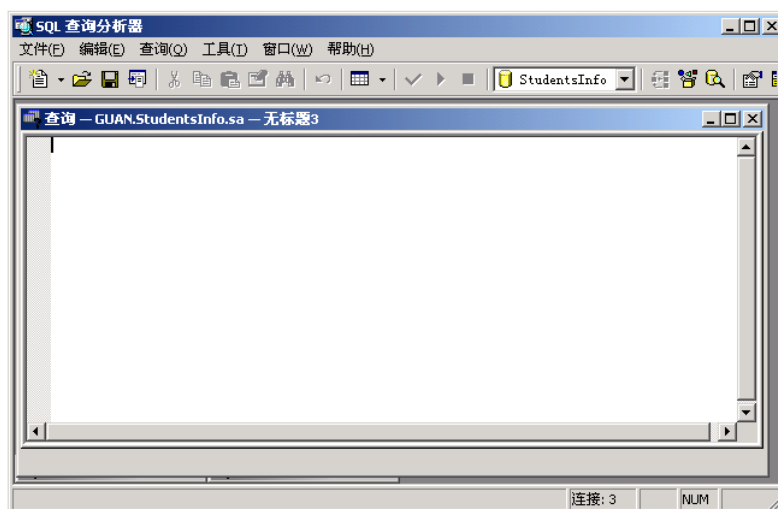 SQL 查询分析器
文件(F) 编辑(E) 查询(Q) 工具(T) 窗口(W) 帮助(H)
StudentsInfo
查询 — GUAN.StudentsInfo.sa — 无标题3
连接: 3 NUM